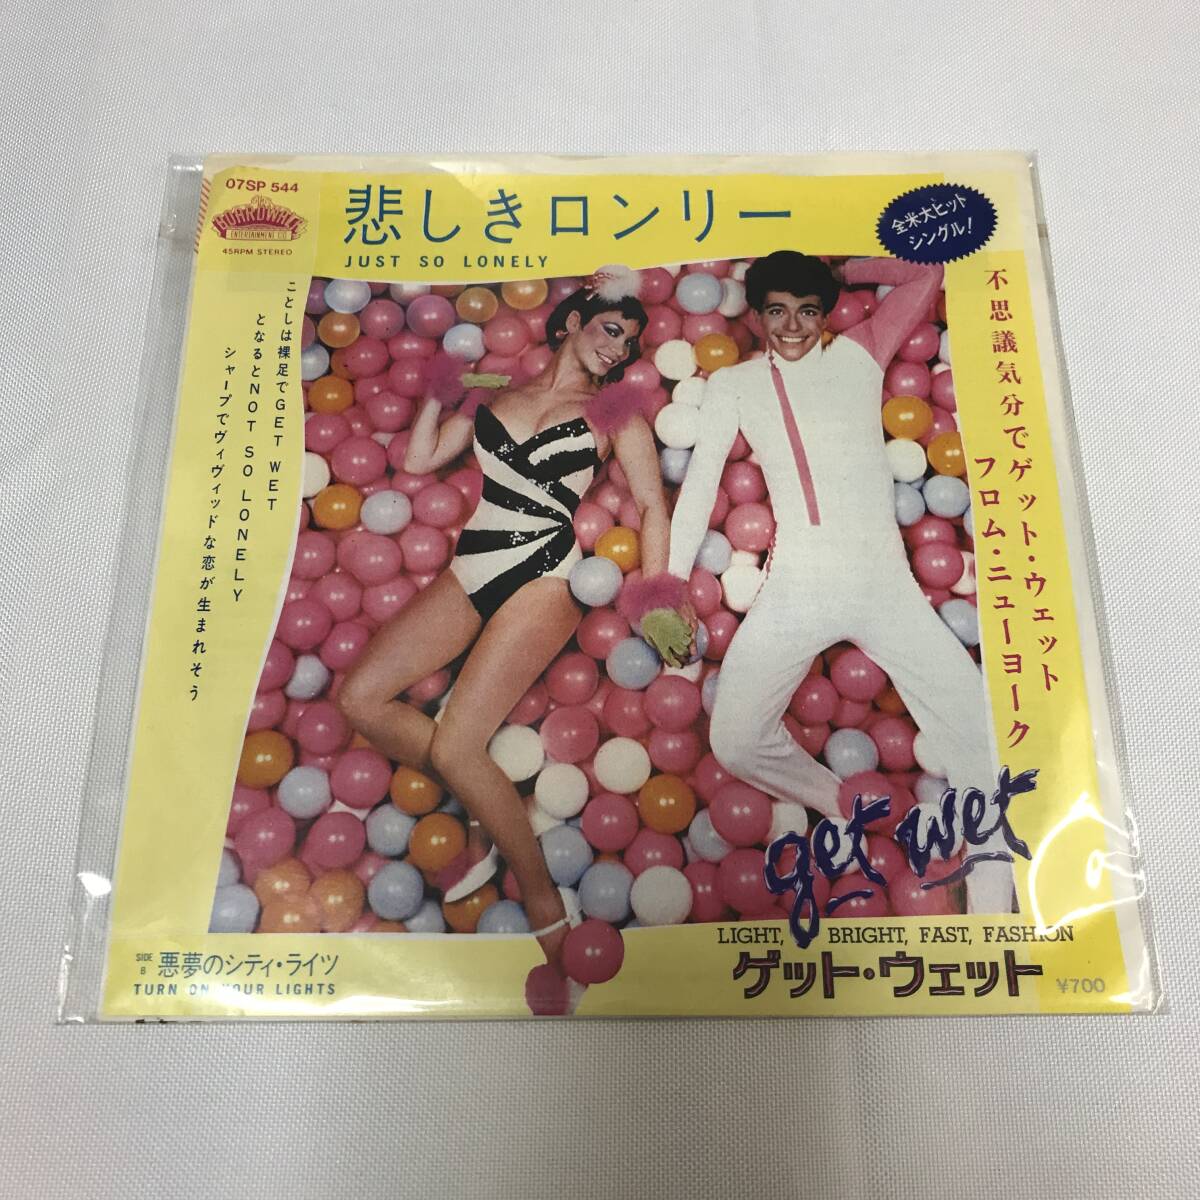 07SP 544
The
BOARDWALK
ENTERTAINMENT CO
45RPM STEREO
悲しきロンリー
JUST SO LONELY
全米大ヒット
シングル!
不思議気分でゲット・ウェット
フロム・ニューヨーク
ことしは裸足でGET WET
となるとNOT SO LONELY
シャープでヴィヴィッドな恋が生まれそう
get wet
LIGHT, BRIGHT, FAST, FASHION
ゲット・ウェット
¥700
SIDE B 悪夢のシティ・ライツ
TURN ON YOUR LIGHTS